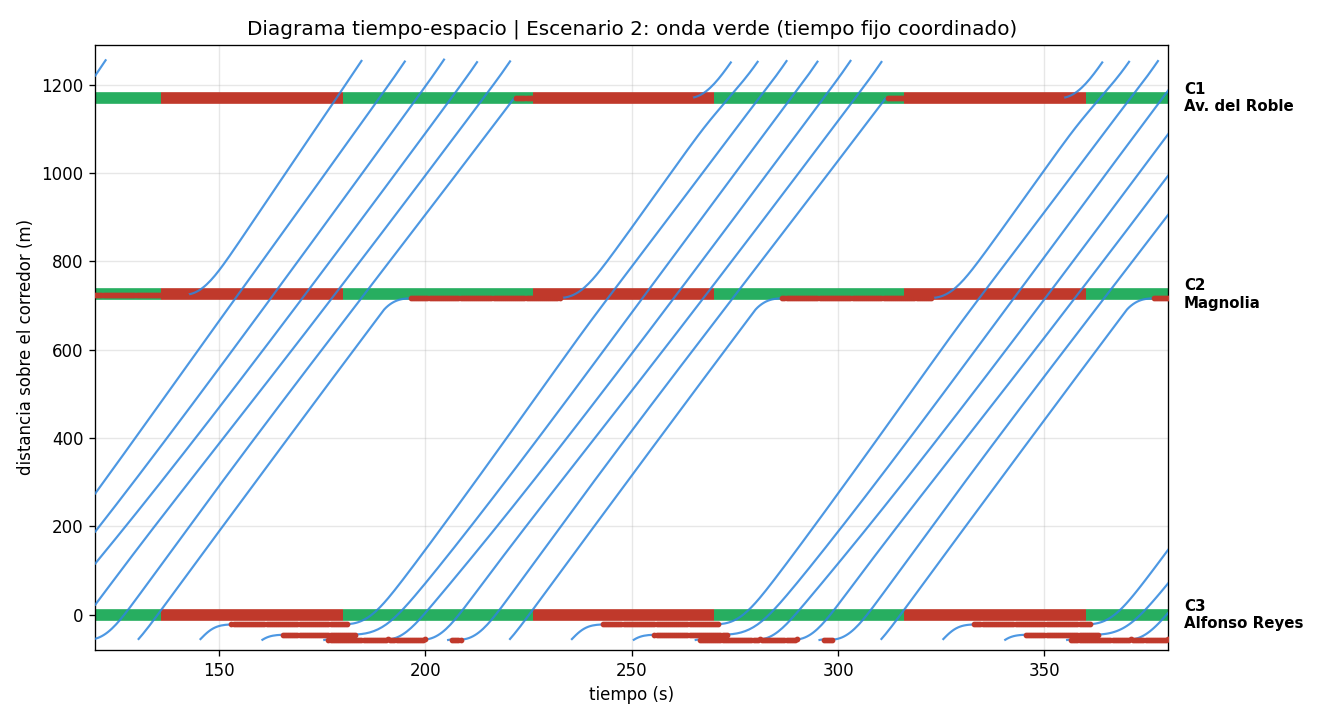 Diagrama tiempo-espacio | Escenario 2: onda verde (tiempo fijo coordinado)
distancia sobre el corredor (m)
1200
1000
800
600
400
200
0
C1
Av. del Roble
C2
Magnolia
C3
Alfonso Reyes
150
200
250
300
350
tiempo (s)